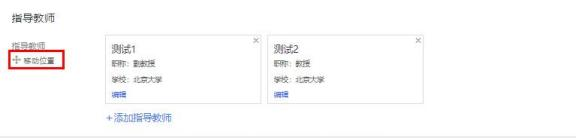 指导教师
指导教师
移动位置
测试1
职称：副教授
学校：北京大学
编辑
测试2
职称：教授
学校：北京大学
编辑
+添加指导教师